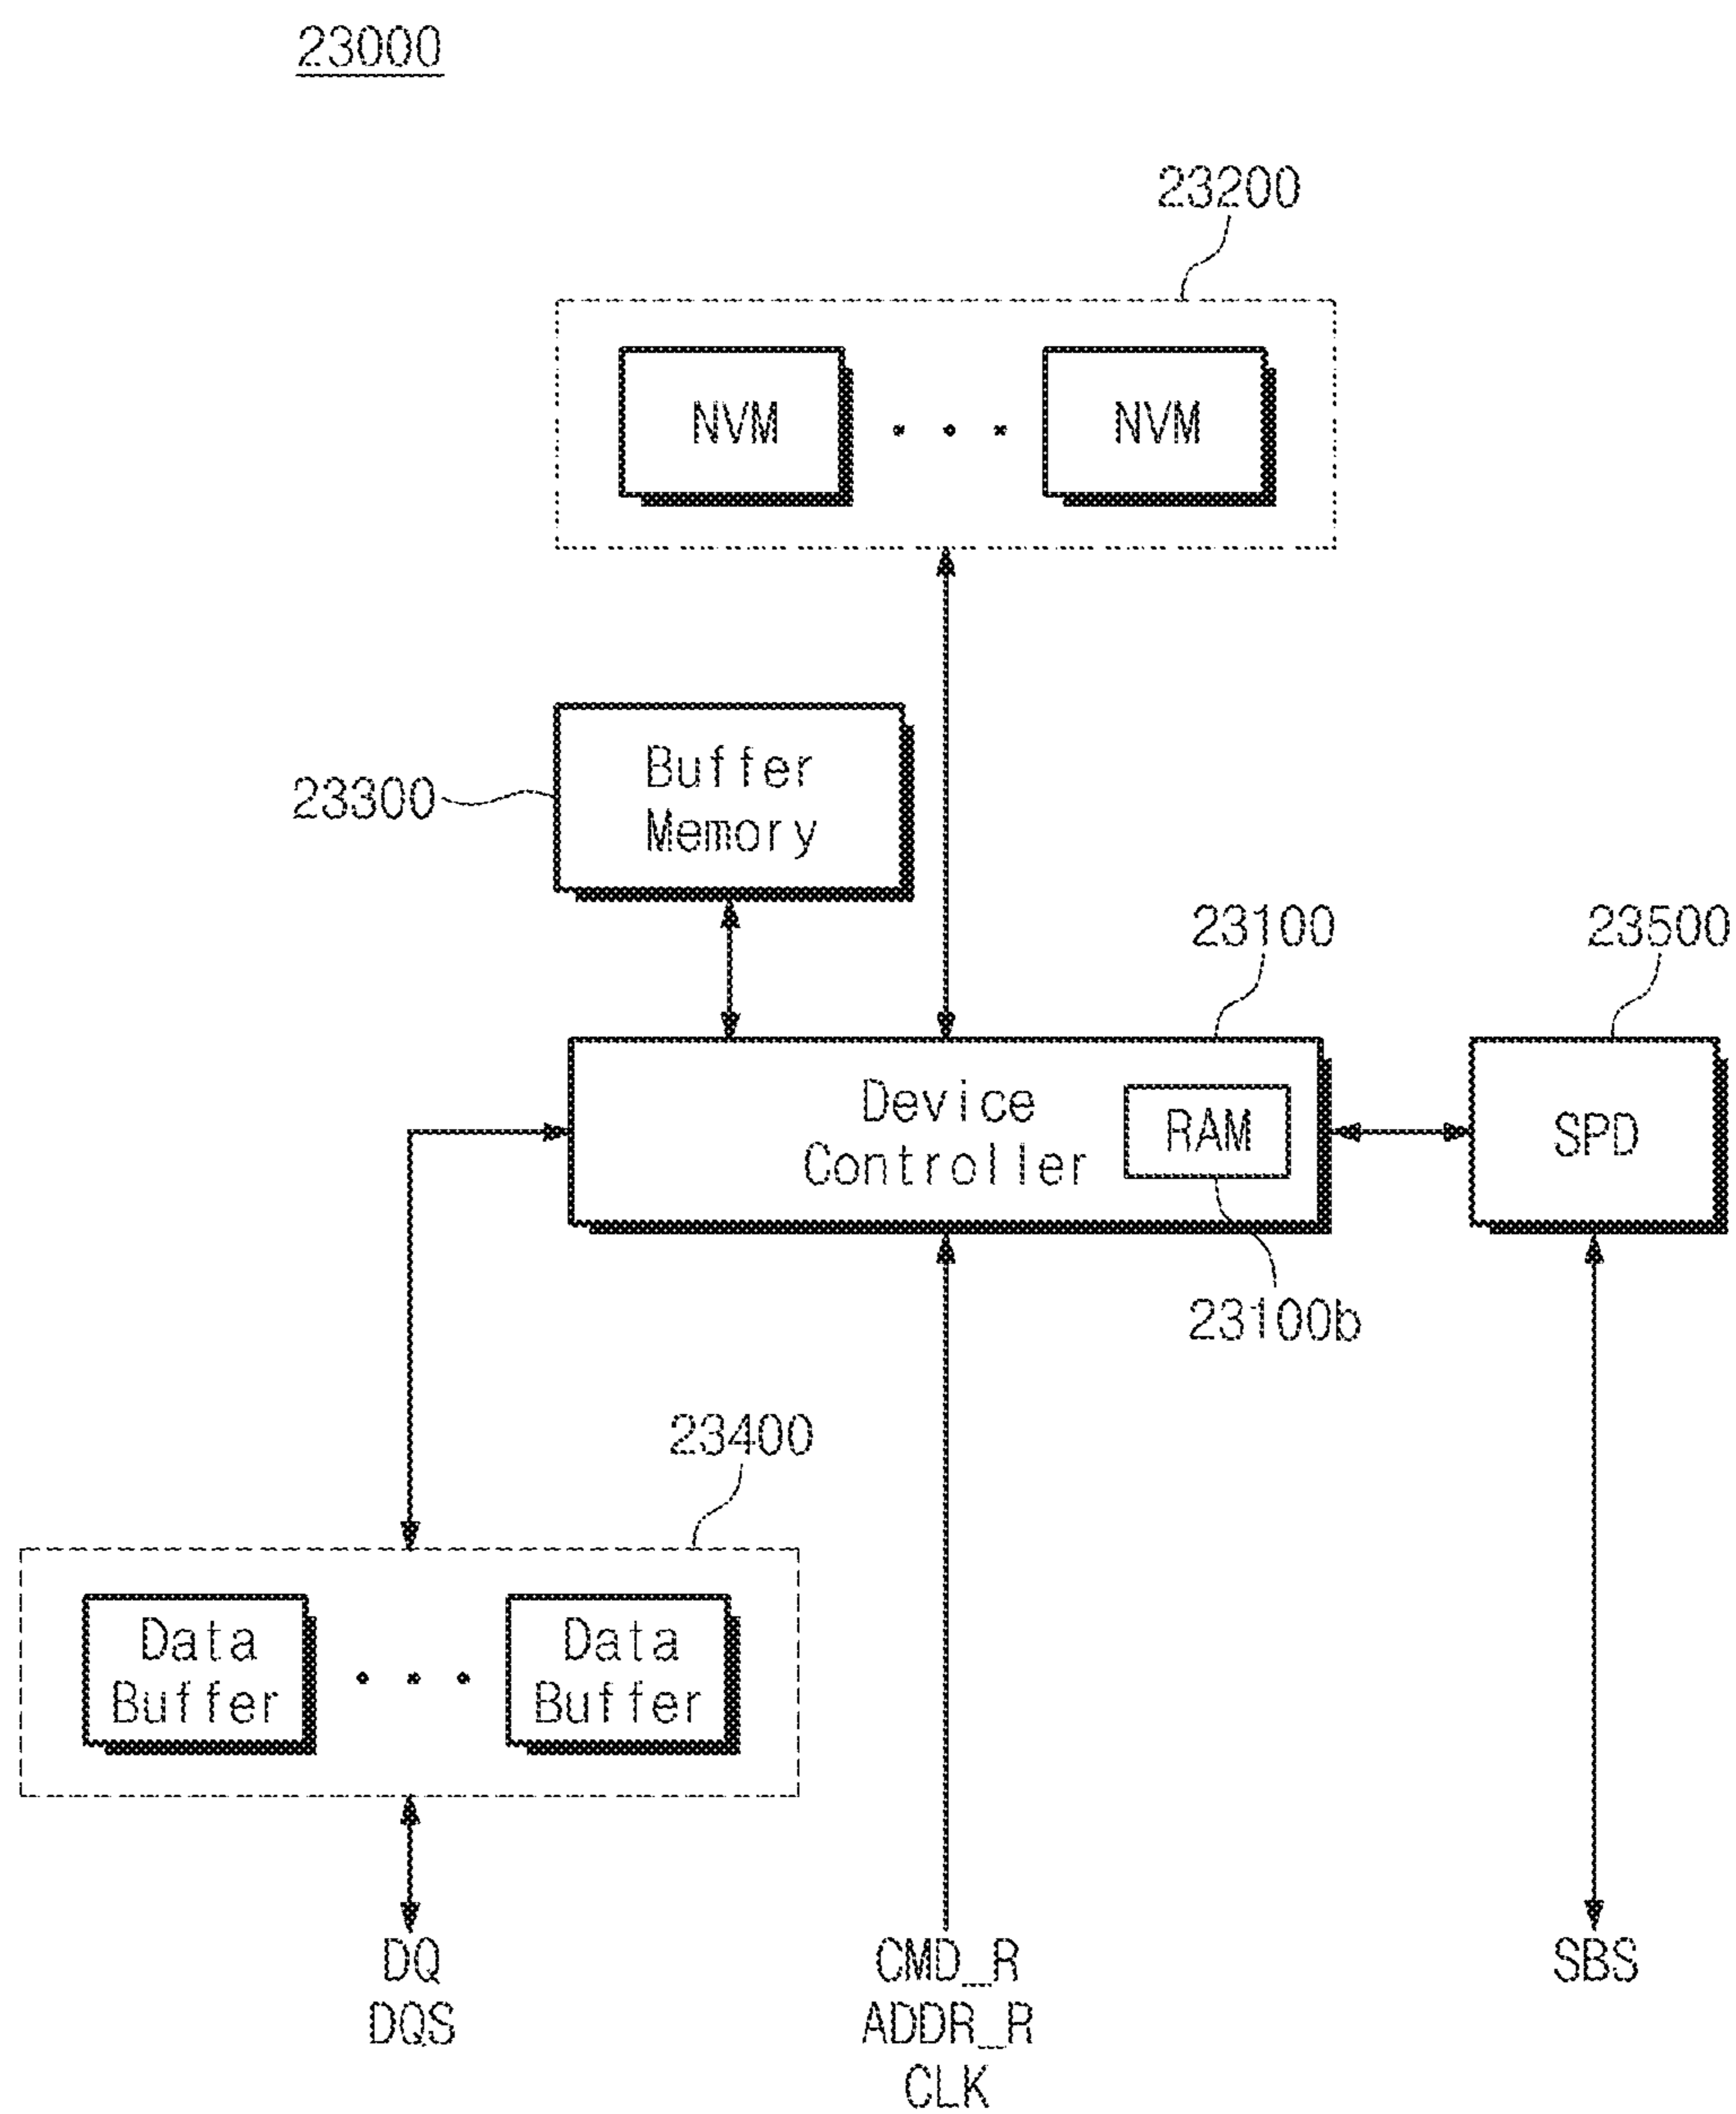 23000
23200
NVM
NVM
Buffer
Memory
23300
23100
23500
Device
Controller
RAM
SPD
23100b
23400
Data
Buffer
Data
Buffer
DQ
DQS
CMD_R
ADDR_R
CLK
SBS